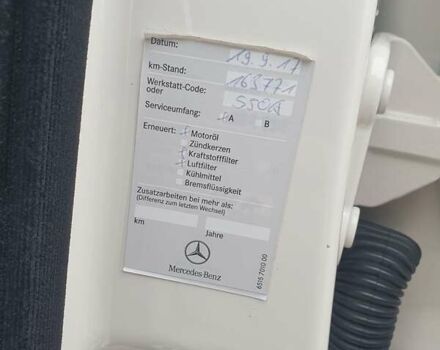 Datum: 19.9.17
km-Stand: 163771
Werkstatt-Code:
oder
Serviceumfang: A B
Erneuert: Motoröl
Zündkerzen
Kraftstofffilter
Luftfilter
Kühlmittel
Bremsflüssigkeit
Zusatzarbeiten bei mehr als:
(Differenz zum letzten Wechsel)
km Jahre
Mercedes-Benz
6515 7010 00